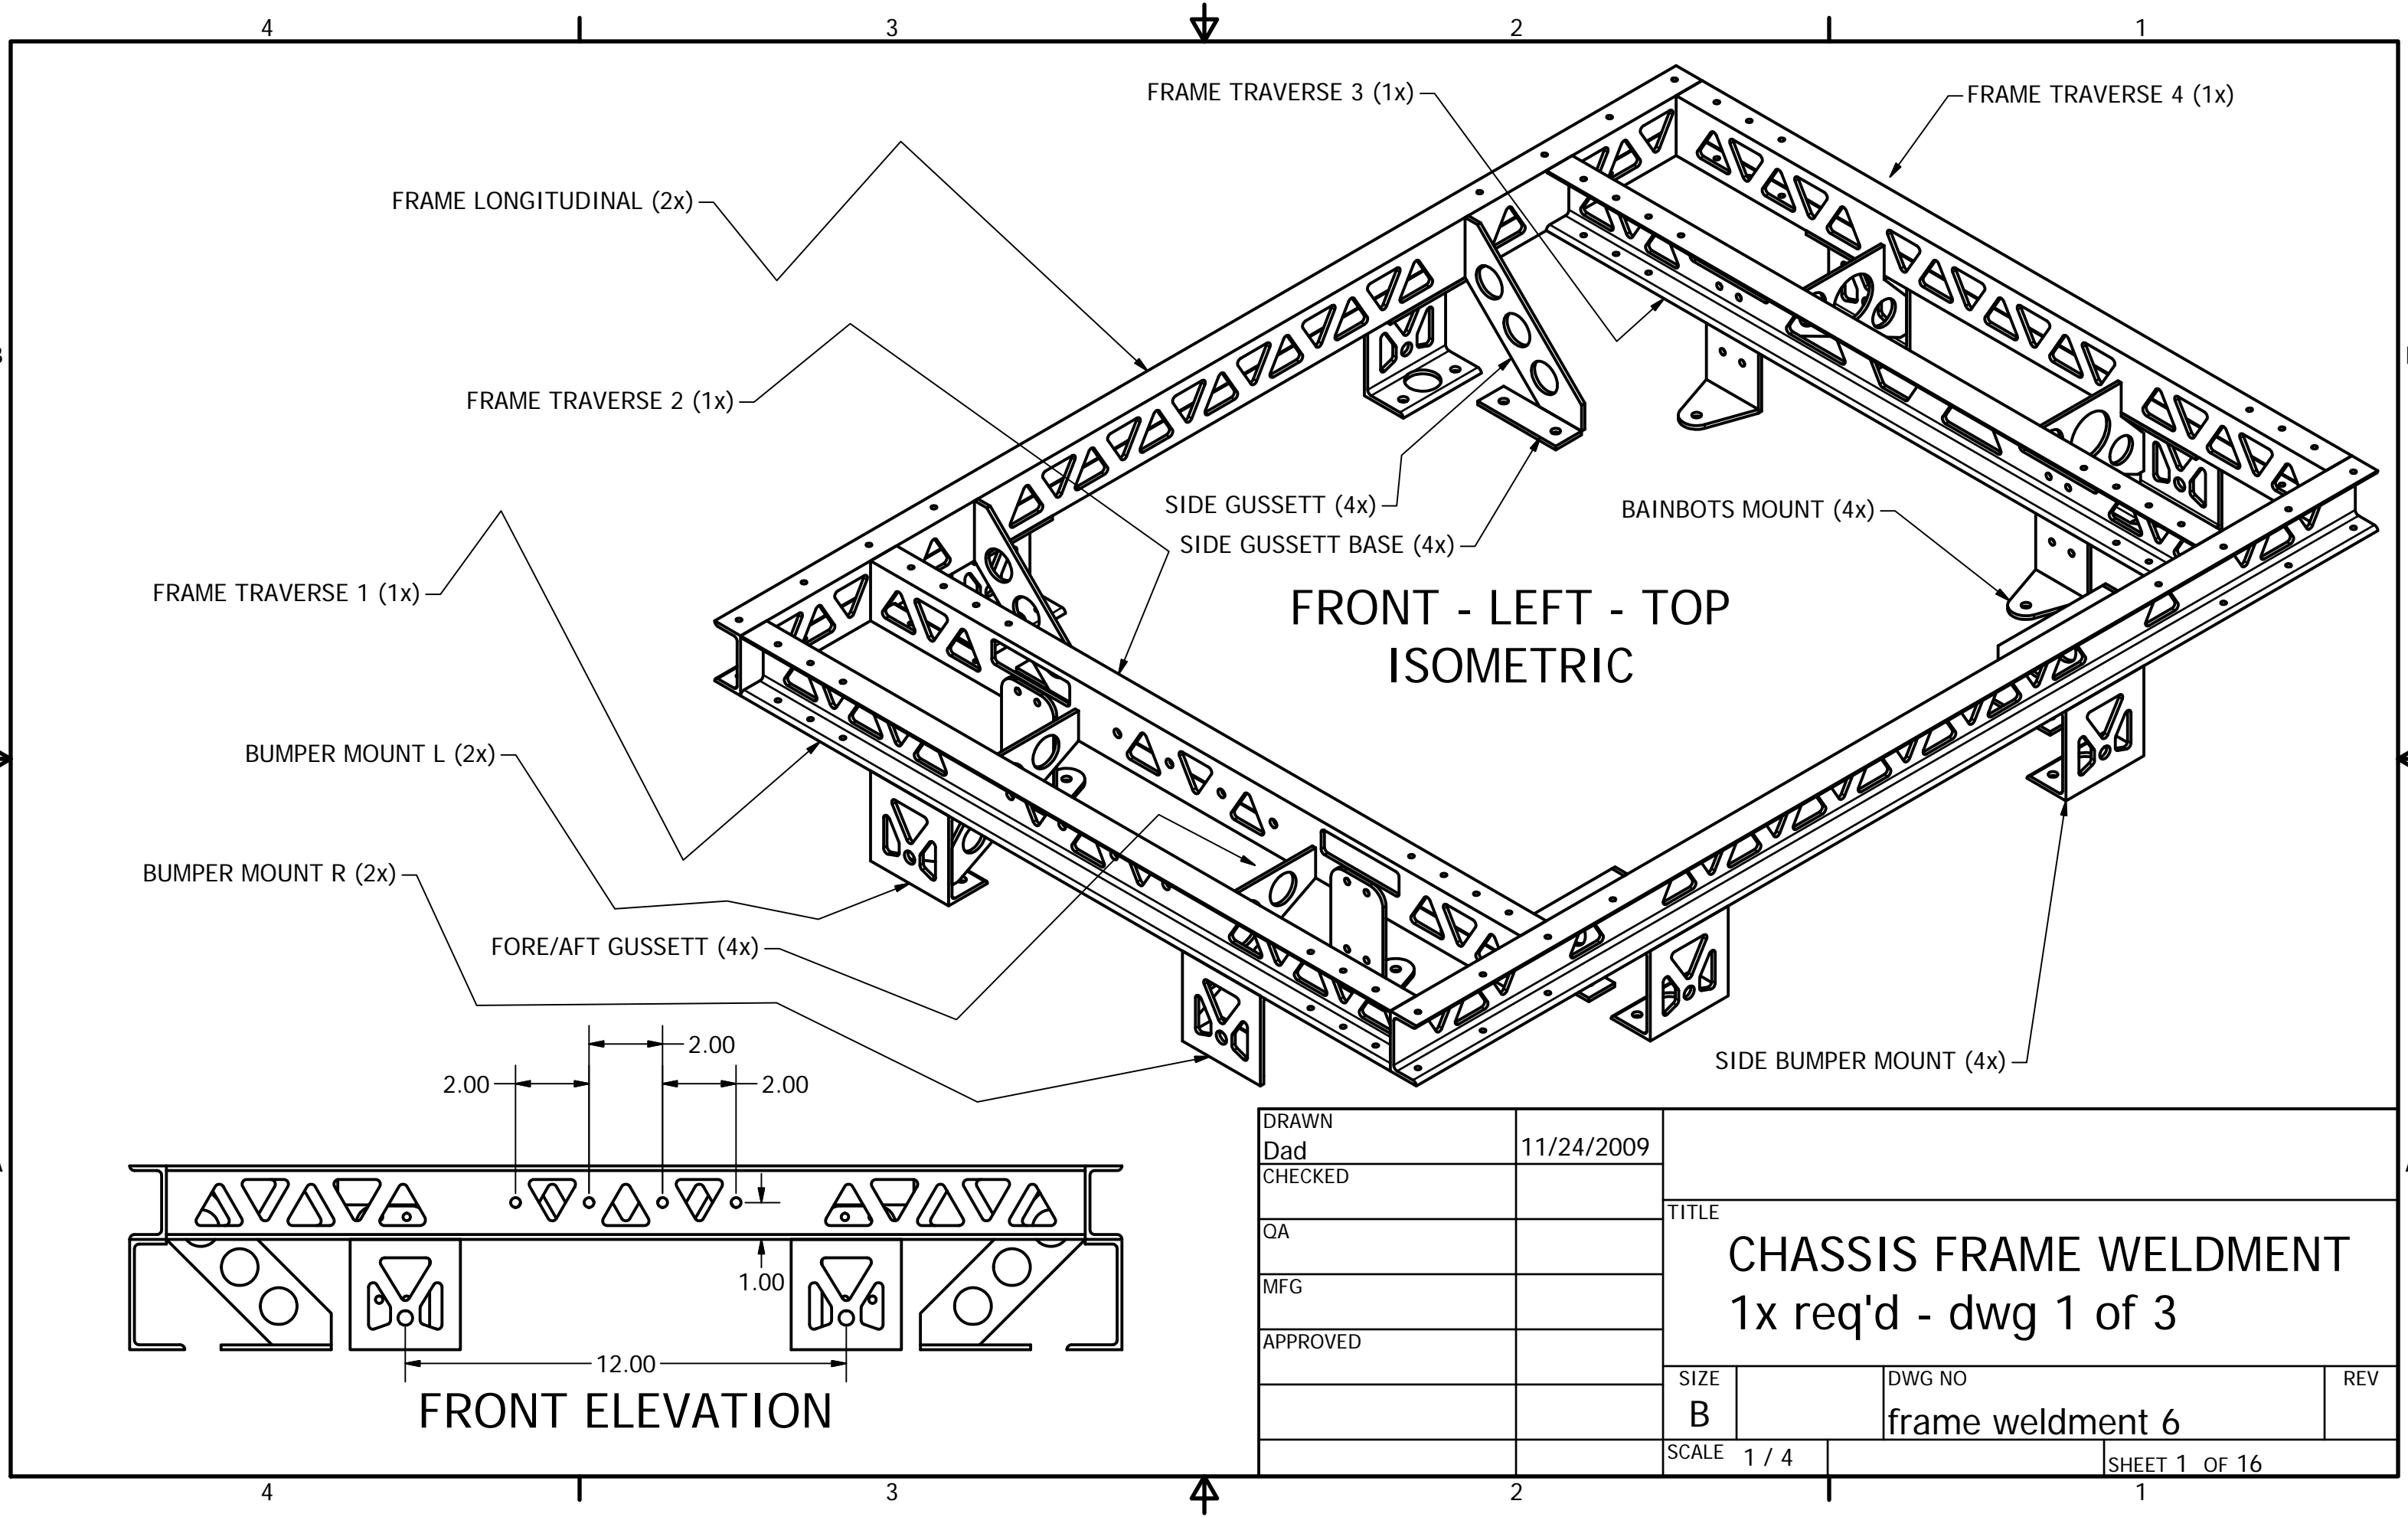 4 3 2 1
FRAME TRAVERSE 3 (1x)
FRAME TRAVERSE 4 (1x)
FRAME LONGITUDINAL (2x)
FRAME TRAVERSE 2 (1x)
SIDE GUSSETT (4x)
BAINBOTS MOUNT (4x)
SIDE GUSSETT BASE (4x)
FRAME TRAVERSE 1 (1x)
FRONT - LEFT - TOP
ISOMETRIC
BUMPER MOUNT L (2x)
BUMPER MOUNT R (2x)
FORE/AFT GUSSETT (4x)
SIDE BUMPER MOUNT (4x)
2.00
2.00
2.00
1.00
12.00
FRONT ELEVATION
DRAWN
Dad
11/24/2009
CHECKED
QA
MFG
APPROVED
TITLE
CHASSIS FRAME WELDMENT
1x req'd - dwg 1 of 3
SIZE
B
DWG NO
frame weldment 6
REV
SCALE 1 / 4
SHEET 1 OF 16
4 3 2 1